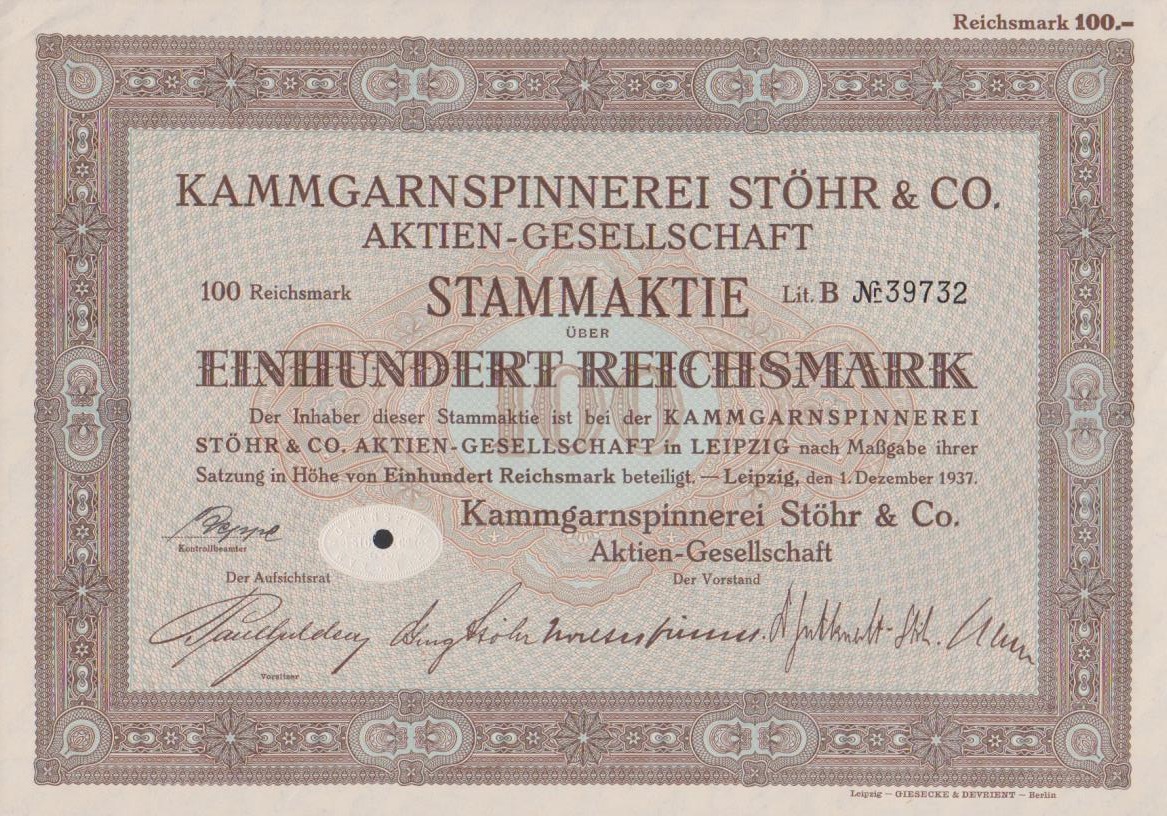 Reichsmark 100.–
KAMMGARNSPINNEREI STÖHR & CO.
AKTIEN-GESELLSCHAFT
100 Reichsmark STAMMAKTIE Lit. B № 39732
ÜBER
EINHUNDERT REICHSMARK
100
Der Inhaber dieser Stammaktie ist bei der KAMMGARNSPINNEREI
STÖHR & CO. AKTIEN-GESELLSCHAFT in LEIPZIG nach Maßgabe ihrer
Satzung in Höhe von Einhundert Reichsmark beteiligt. — Leipzig, den 1. Dezember 1937.
Kammgarnspinnerei Stöhr & Co.
Aktien-Gesellschaft
Kontrollbeamter
Der Aufsichtsrat
Der Vorstand
Vorsitzer
Leipzig – GIESECKE & DEVRIENT – Berlin